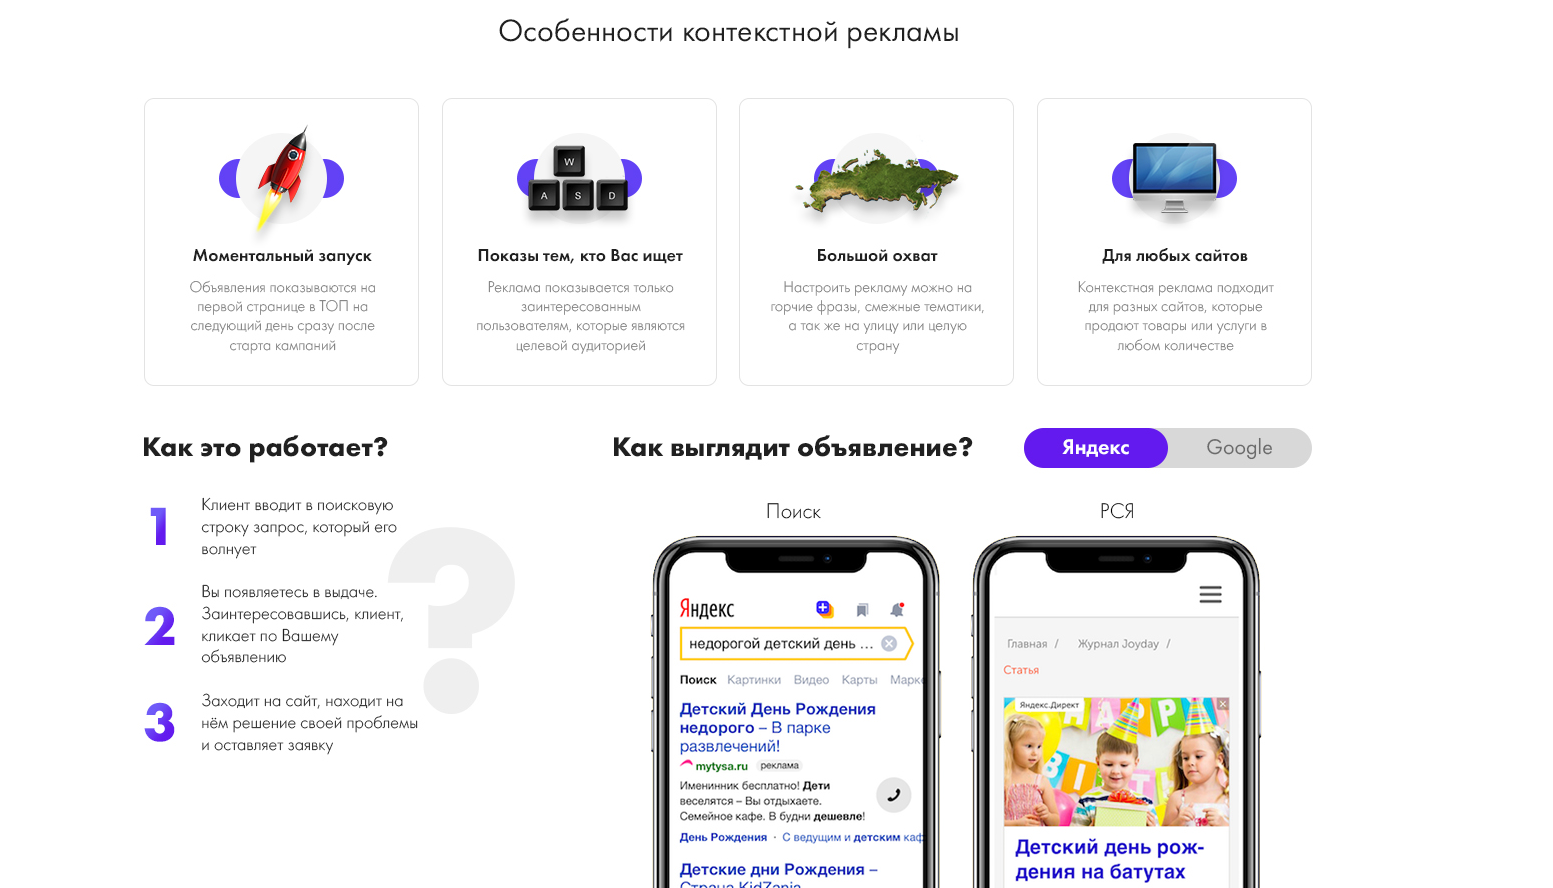 Особенности контекстной рекламы
W
A S D
Моментальный запуск
Объявления показываются на
первой странице в ТОП на
следующий день сразу после
старта кампаний
Показы тем, кто Вас ищет
Реклама показывается только
заинтересованным
пользователям, которые являются
целевой аудиторией
Большой охват
Настроить рекламу можно на
горчие фразы, смежные тематики,
а так же на улицу или целую
страну
Для любых сайтов
Контекстная реклама подходит
для разных сайтов, которые
продают товары или услуги в
любом количестве
Как это работает?
1
Клиент вводит в поисковую
строку запрос, который его
волнует
2
Вы появляетесь в выдаче.
Заинтересовавшись, клиент,
кликает по Вашему
объявлению
3
Заходит на сайт, находит на
нём решение своей проблемы
и оставляет заявку
?
Как выглядит объявление?
Яндекс Google
Поиск
Яндекс
недорогой детский день ...
Поиск Картинки Видео Карты Марке
Детский День Рождения
недорого – В парке
развлечений!
mytysa.ru реклама
Именинник бесплатно! Дети
веселятся – Вы отдыхаете.
Семейное кафе. В будни дешевле!
День Рождения · С ведущим и детским каф
Детские дни Рождения –
Страна KidZania
РСЯ
Главная / Журнал Joyday /
Статья
Яндекс.Директ
Детский день рож-
дения на батутах